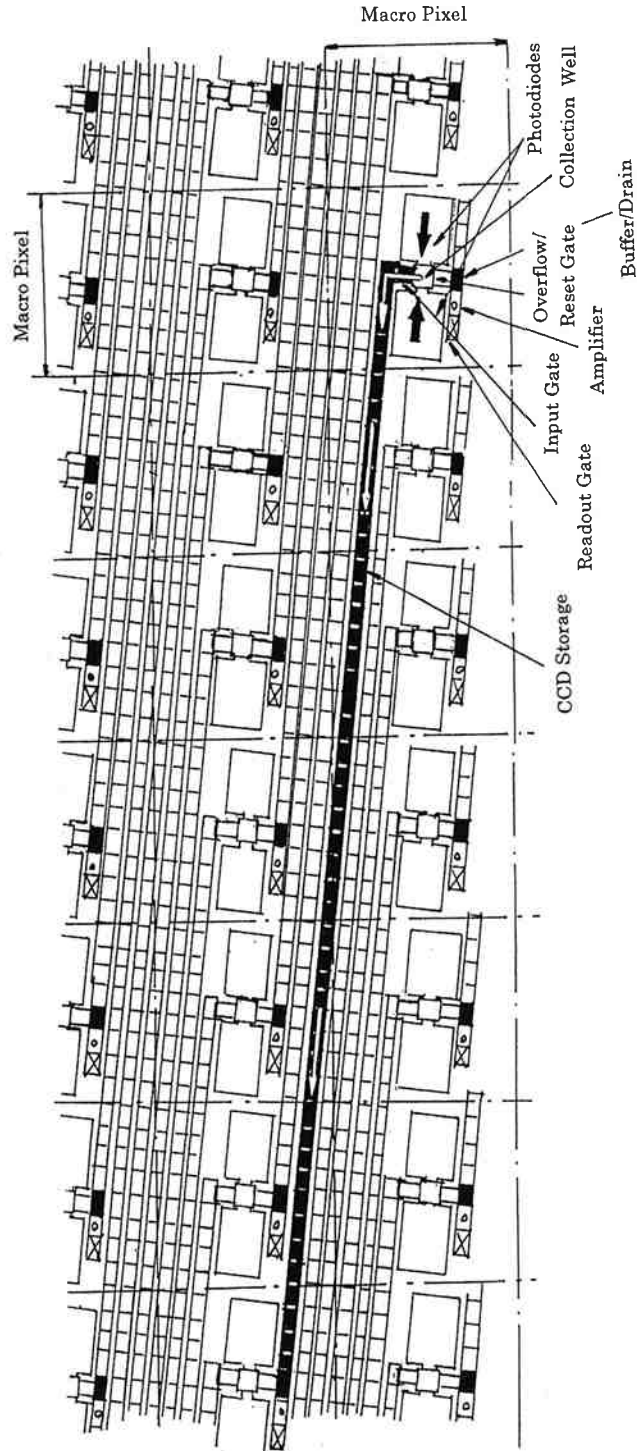 Macro Pixel
Macro Pixel
Photodiodes
Collection Well
Overflow/
Reset Gate
Buffer/Drain
Amplifier
Input Gate
Readout Gate
CCD Storage